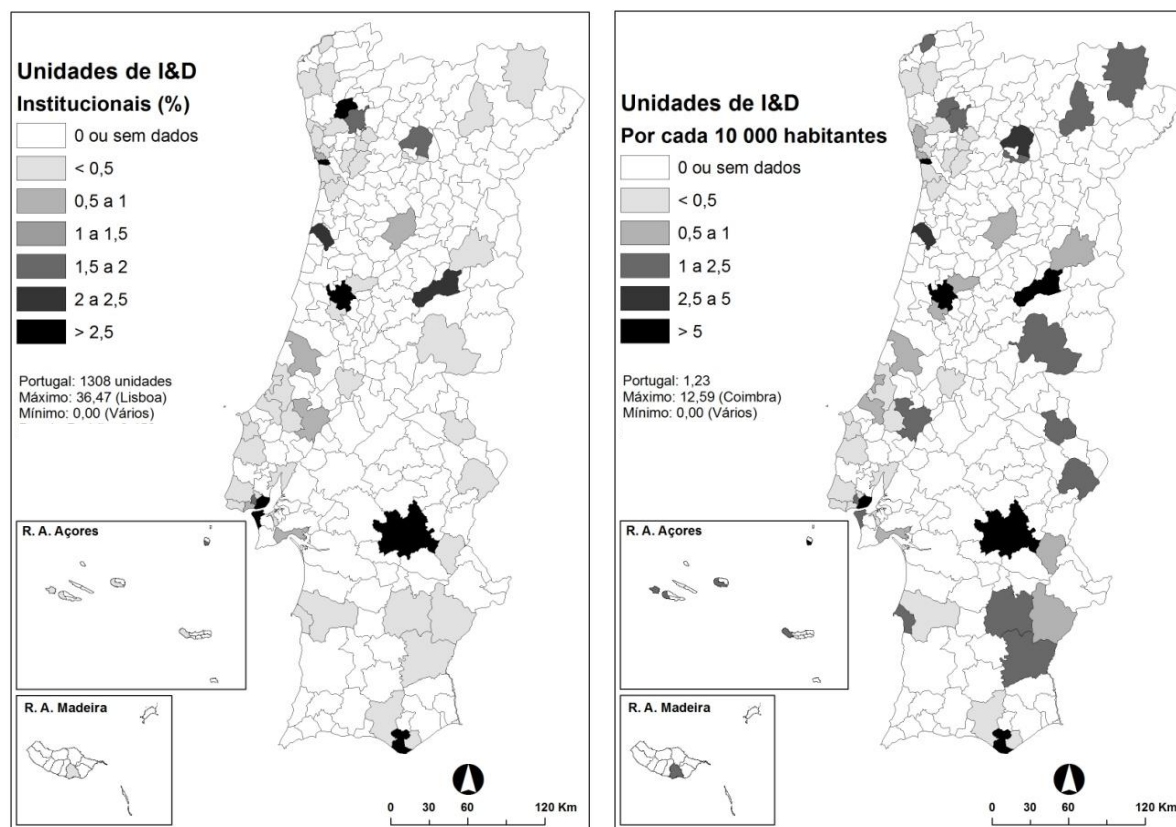 Unidades de I&D
Institucionais (%)
0 ou sem dados
< 0,5
0,5 a 1
1 a 1,5
1,5 a 2
2 a 2,5
> 2,5
Portugal: 1308 unidades
Máximo: 36,47 (Lisboa)
Mínimo: 0,00 (Vários)
R. A. Açores
R. A. Madeira
0 30 60 120 Km
Unidades de I&D
Por cada 10 000 habitantes
0 ou sem dados
< 0,5
0,5 a 1
1 a 2,5
2,5 a 5
> 5
Portugal: 1,23
Máximo: 12,59 (Coimbra)
Mínimo: 0,00 (Vários)
R. A. Açores
R. A. Madeira
0 30 60 120 Km